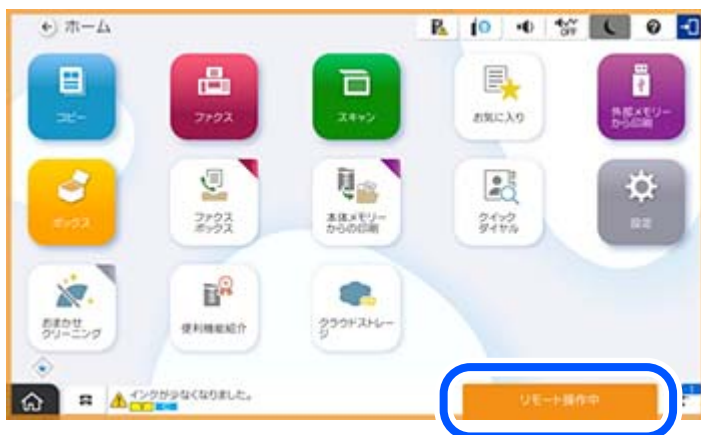 ホーム
OFF
コピー
ファクス
スキャン
お気に入り
外部メモリー
からの印刷
ボックス
ファクス
ボックス
本体メモリー
からの印刷
クイック
ダイヤル
設定
おまかせ
クリーニング
便利機能紹介
クラウドストレー
ジ
インクが少なくなりました。
Y C
リモート操作中